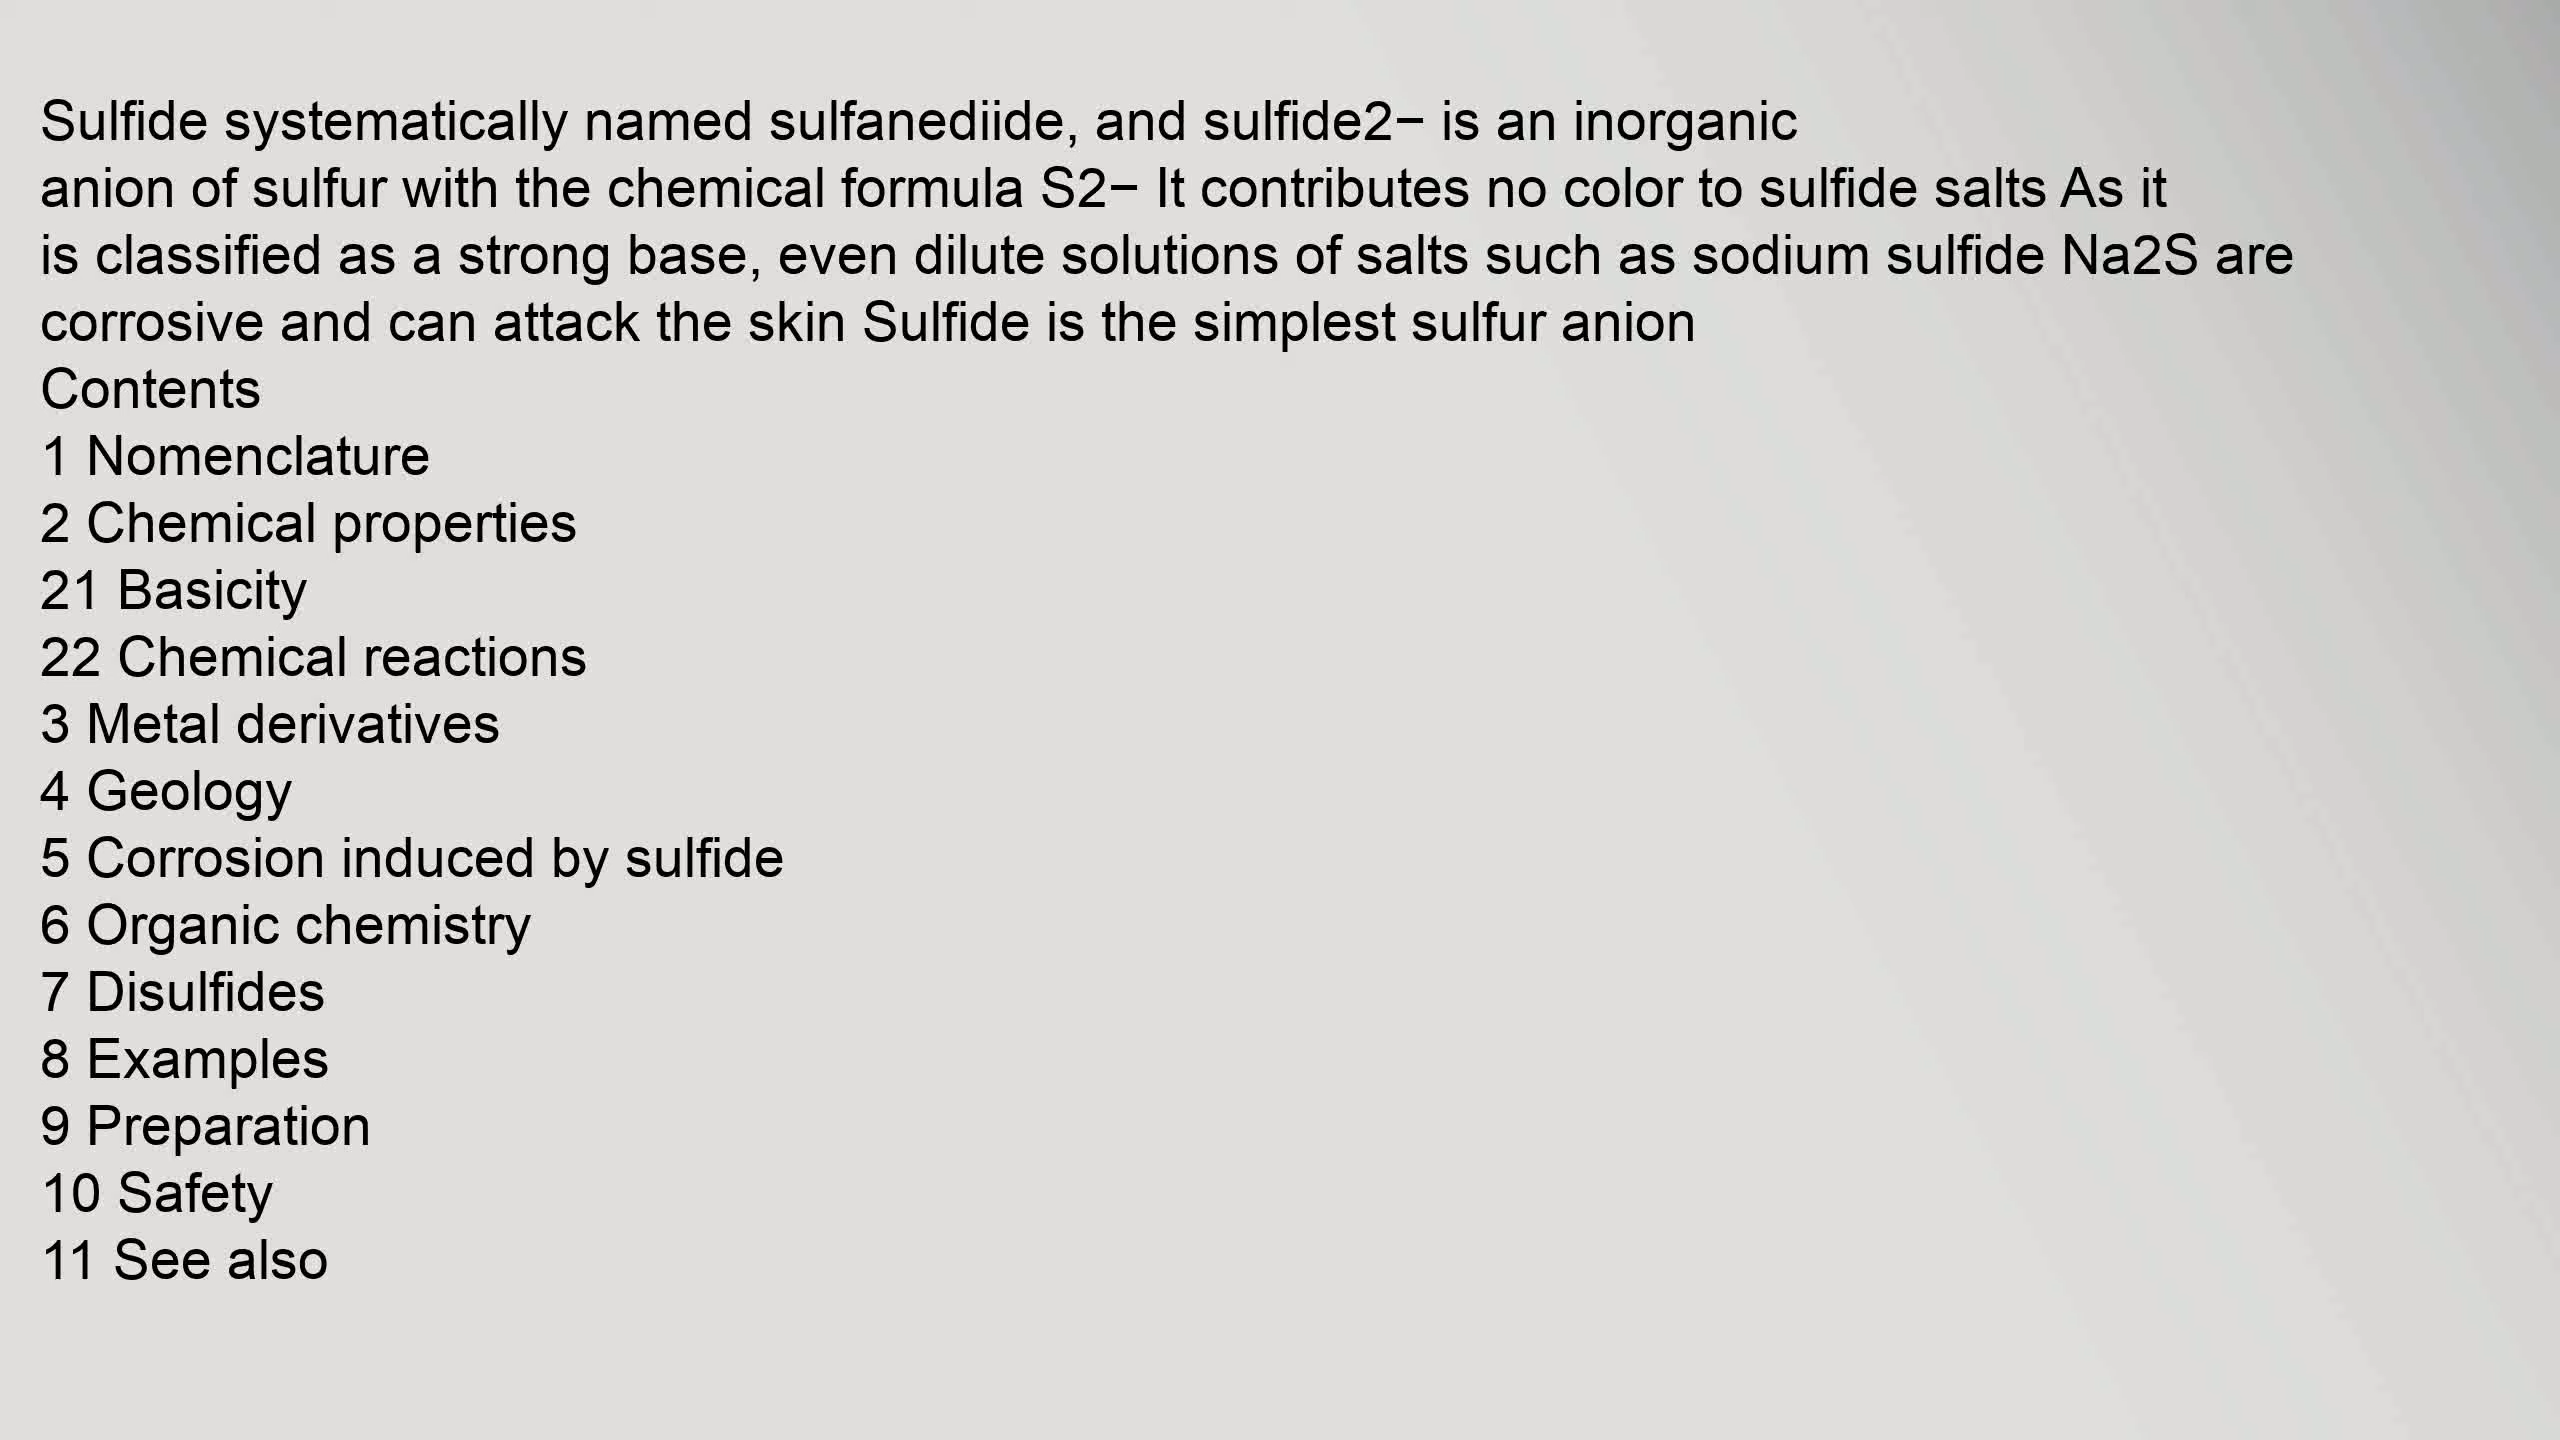 Sulfide systematically named sulfanediide, and sulfide2− is an inorganic
anion of sulfur with the chemical formula S2− It contributes no color to sulfide salts As it
is classified as a strong base, even dilute solutions of salts such as sodium sulfide Na2S are
corrosive and can attack the skin Sulfide is the simplest sulfur anion
Contents
1 Nomenclature
2 Chemical properties
21 Basicity
22 Chemical reactions
3 Metal derivatives
4 Geology
5 Corrosion induced by sulfide
6 Organic chemistry
7 Disulfides
8 Examples
9 Preparation
10 Safety
11 See also